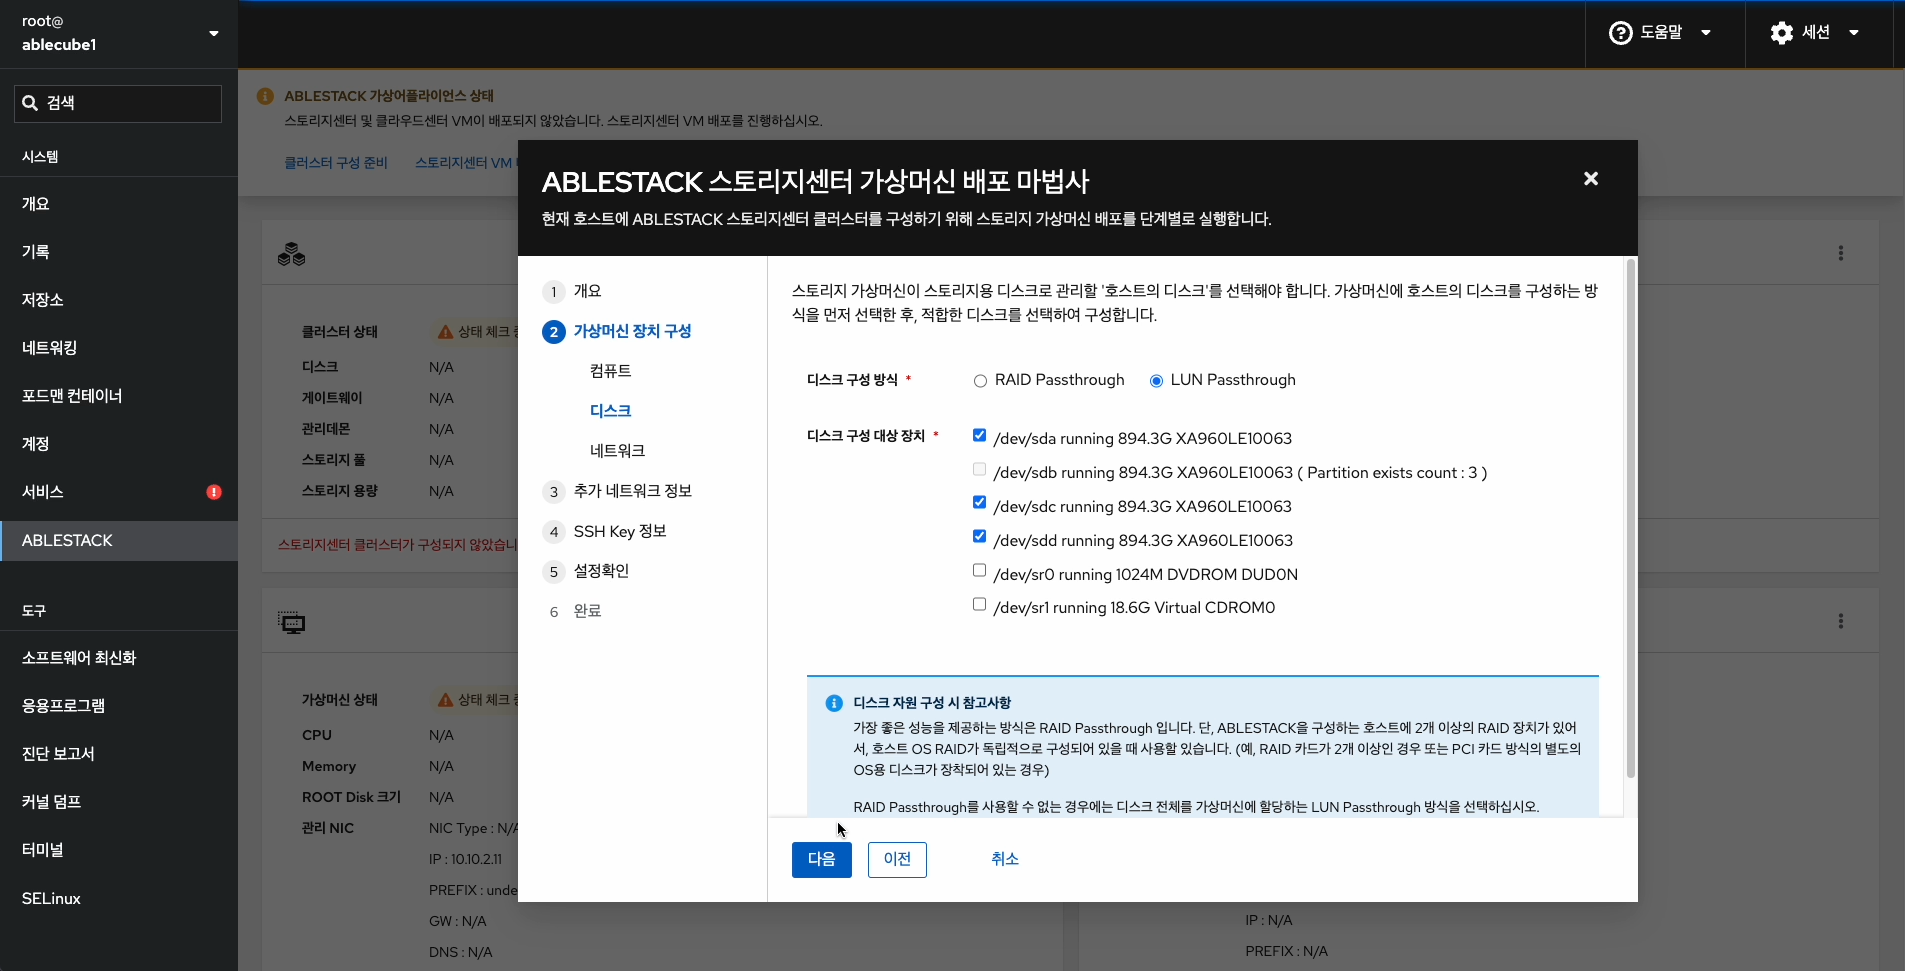 root@
ablecube1
도움말
세션
검색
시스템
개요
기록
저장소
네트워킹
포드맨 컨테이너
계정
서비스
ABLESTACK
도구
소프트웨어 최신화
응용프로그램
진단 보고서
커널 덤프
터미널
SELinux
ABLESTACK 가상어플라이언스 상태
스토리지센터 및 클라우드센터 VM이 배포되지 않았습니다. 스토리지센터 VM 배포를 진행하십시오.
클러스터 구성 준비
스토리지센터 VM
클러스터 상태
상태 체크
디스크 N/A
게이트웨이 N/A
관리데몬 N/A
스토리지 풀 N/A
스토리지 용량 N/A
스토리지센터 클러스터가 구성되지 않았습니
가상머신 상태
상태 체크
CPU N/A
Memory N/A
ROOT Disk 크기 N/A
관리 NIC NIC Type : N/A
IP : 10.10.2.11
PREFIX : unde
GW : N/A
DNS : N/A
IP : N/A
PREFIX : N/A
ABLESTACK 스토리지센터 가상머신 배포 마법사
현재 호스트에 ABLESTACK 스토리지센터 클러스터를 구성하기 위해 스토리지 가상머신 배포를 단계별로 실행합니다.
1 개요
2 가상머신 장치 구성
컴퓨트
디스크
네트워크
3 추가 네트워크 정보
4 SSH Key 정보
5 설정확인
6 완료
스토리지 가상머신이 스토리지용 디스크로 관리할 '호스트의 디스크'를 선택해야 합니다. 가상머신에 호스트의 디스크를 구성하는 방
식을 먼저 선택한 후, 적합한 디스크를 선택하여 구성합니다.
디스크 구성 방식 * RAID Passthrough LUN Passthrough
디스크 구성 대상 장치 * /dev/sda running 894.3G XA960LE10063
/dev/sdb running 894.3G XA960LE10063 ( Partition exists count : 3 )
/dev/sdc running 894.3G XA960LE10063
/dev/sdd running 894.3G XA960LE10063
/dev/sr0 running 1024M DVDROM DUD0N
/dev/sr1 running 18.6G Virtual CDROM0
디스크 자원 구성 시 참고사항
가장 좋은 성능을 제공하는 방식은 RAID Passthrough 입니다. 단, ABLESTACK을 구성하는 호스트에 2개 이상의 RAID 장치가 있어
서, 호스트 OS RAID가 독립적으로 구성되어 있을 때 사용할 있습니다. (예, RAID 카드가 2개 이상인 경우 또는 PCI 카드 방식의 별도의
OS용 디스크가 장착되어 있는 경우)
RAID Passthrough를 사용할 수 없는 경우에는 디스크 전체를 가상머신에 할당하는 LUN Passthrough 방식을 선택하십시오.
다음 이전 취소